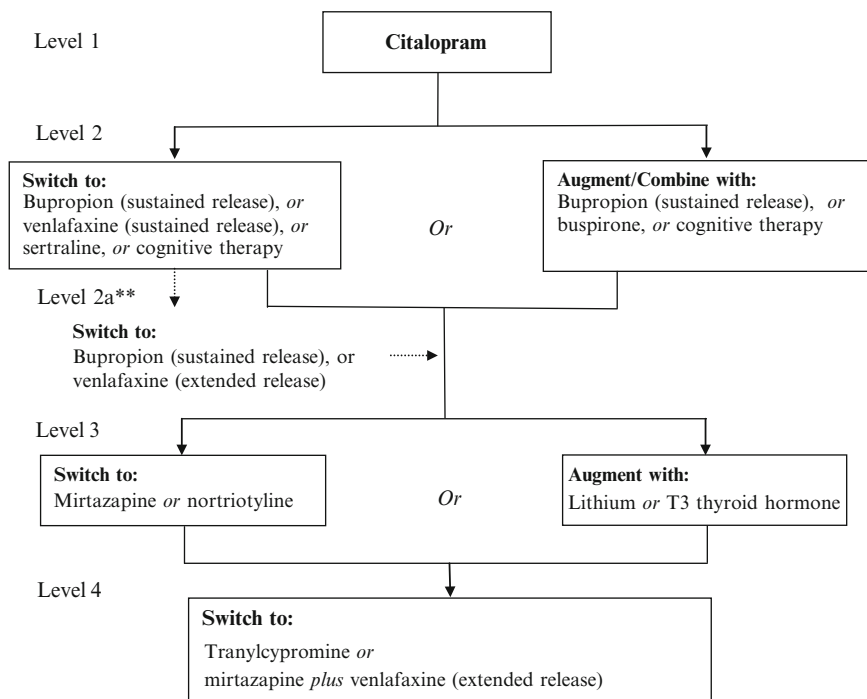 Level 1
Citalopram
Level 2
Switch to:
Bupropion (sustained release), or
venlafaxine (sustained release), or
sertraline, or cognitive therapy
Or
Augment/Combine with:
Bupropion (sustained release), or
buspirone, or cognitive therapy
Level 2a**
Switch to:
Bupropion (sustained release), or
venlafaxine (extended release)
Level 3
Switch to:
Mirtazapine or nortriotyline
Or
Augment with:
Lithium or T3 thyroid hormone
Level 4
Switch to:
Tranylcypromine or
mirtazapine plus venlafaxine (extended release)